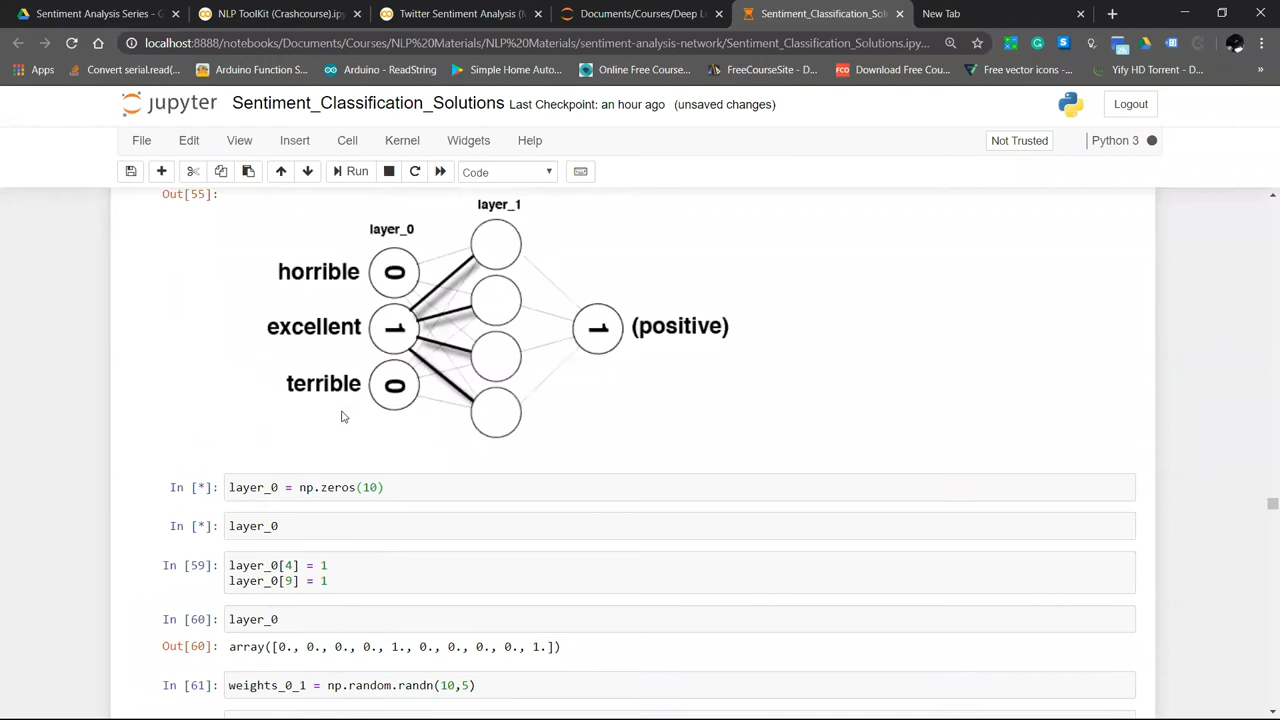 Sentiment Analysis Series - G
NLP ToolKit (Crashcourse).ipy
Twitter Sentiment Analysis (M
Documents/Courses/Deep L
Sentiment_Classification_Solu
New Tab
localhost:8888/notebooks/Documents/Courses/NLP%20Materials/NLP%20Materials/sentiment-analysis-network/Sentiment_Classification_Solutions.ipy...
Apps
Convert serial.read(...
Arduino Function S...
Arduino - ReadString
Simple Home Auto...
Online Free Course...
FreeCourseSite - D...
FCO
Download Free Cou...
Free vector icons -...
Yify HD Torrent - D...
»
jupyter
Sentiment_Classification_Solutions
Last Checkpoint: an hour ago
(unsaved changes)
Logout
File
Edit
View
Insert
Cell
Kernel
Widgets
Help
Not Trusted
Python 3
Run
Code
Out[55]:
layer_1
layer_0
horrible
0
excellent
1
1
(positive)
terrible
0
In [*]:
layer_0 = np.zeros(10)
In [*]:
layer_0
In [59]:
layer_0[4] = 1
layer_0[9] = 1
In [60]:
layer_0
Out[60]:
array([0., 0., 0., 0., 1., 0., 0., 0., 0., 1.])
In [61]:
weights_0_1 = np.random.randn(10,5)